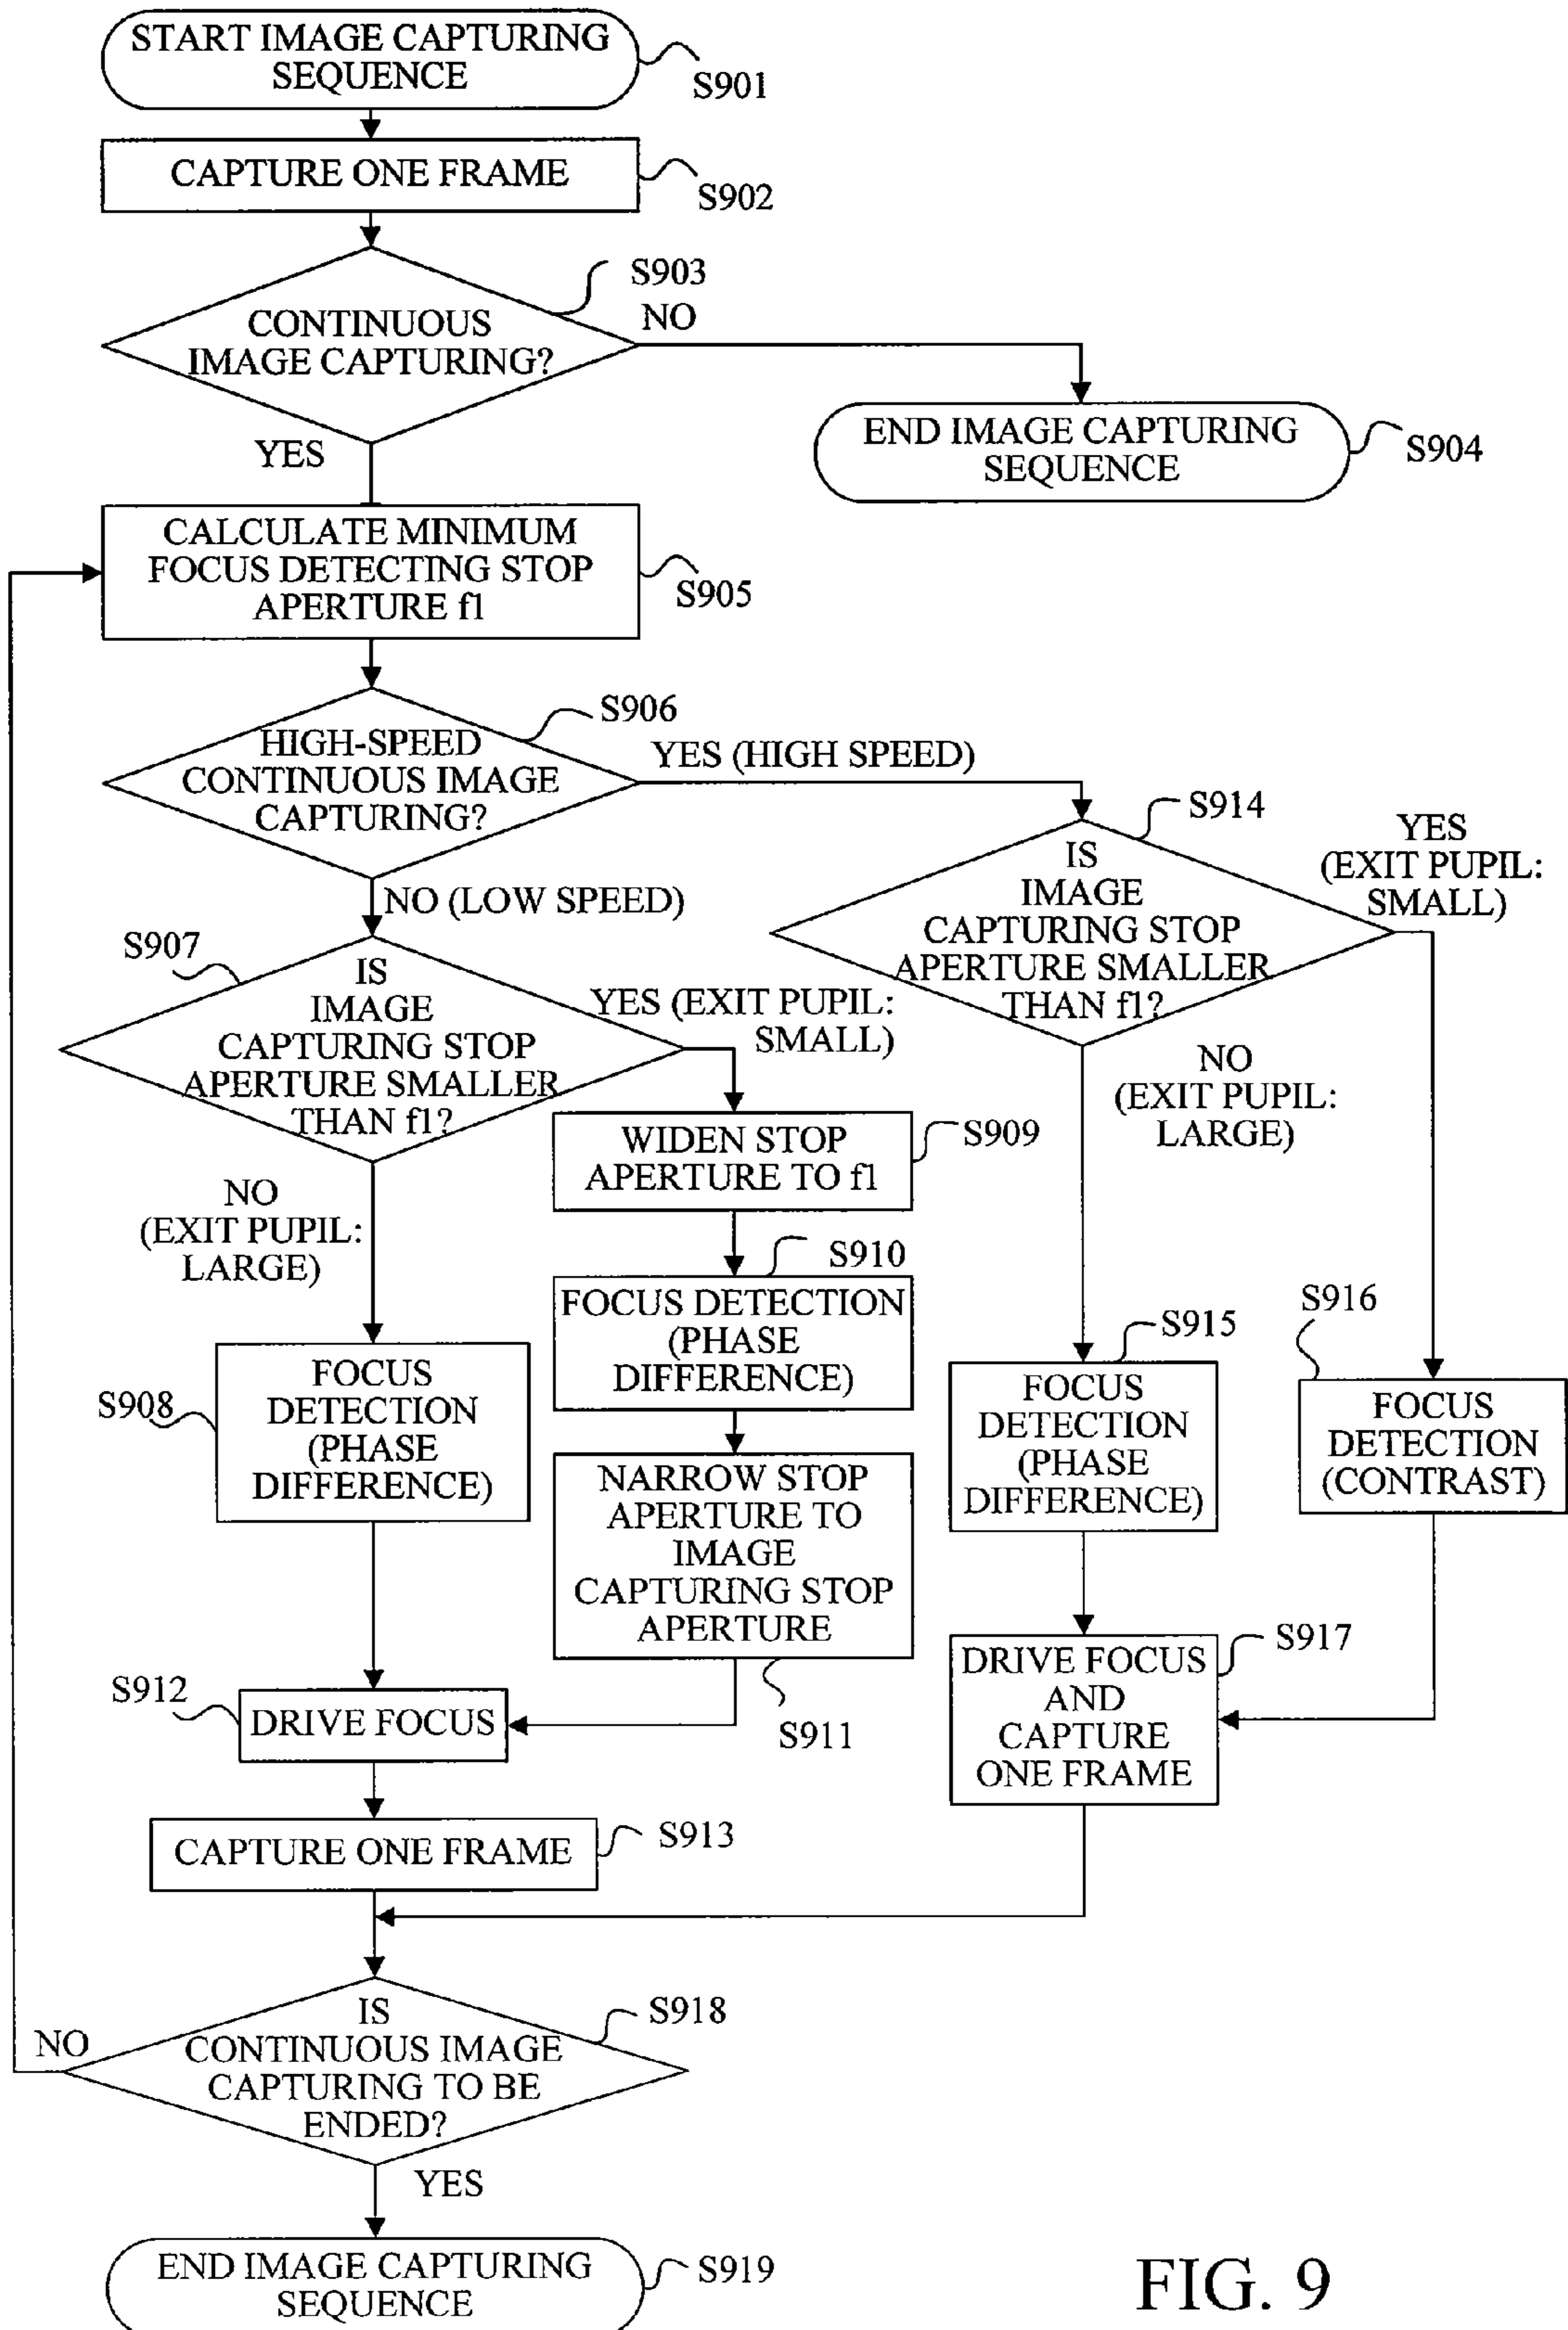 START IMAGE CAPTURING
SEQUENCE
S901
CAPTURE ONE FRAME
S902
S903
CONTINUOUS
IMAGE CAPTURING?
NO
YES
END IMAGE CAPTURING
SEQUENCE
S904
CALCULATE MINIMUM
FOCUS DETECTING STOP
APERTURE f1
S905
S906
HIGH-SPEED
CONTINUOUS IMAGE
CAPTURING?
YES (HIGH SPEED)
NO (LOW SPEED)
S914
IS
IMAGE
CAPTURING STOP
APERTURE SMALLER
THAN f1?
YES
(EXIT PUPIL:
SMALL)
NO
(EXIT PUPIL:
LARGE)
S907
IS
IMAGE
CAPTURING STOP
APERTURE SMALLER
THAN f1?
YES (EXIT PUPIL:
SMALL)
NO
(EXIT PUPIL:
LARGE)
WIDEN STOP
APERTURE TO f1
S909
S910
FOCUS DETECTION
(PHASE
DIFFERENCE)
S908
FOCUS
DETECTION
(PHASE
DIFFERENCE)
NARROW STOP
APERTURE TO
IMAGE
CAPTURING STOP
APERTURE
S911
S915
FOCUS
DETECTION
(PHASE
DIFFERENCE)
S916
FOCUS
DETECTION
(CONTRAST)
S912
DRIVE FOCUS
DRIVE FOCUS
AND
CAPTURE
ONE FRAME
S917
CAPTURE ONE FRAME
S913
IS
CONTINUOUS IMAGE
CAPTURING TO BE
ENDED?
S918
NO
YES
END IMAGE CAPTURING
SEQUENCE
S919
FIG. 9